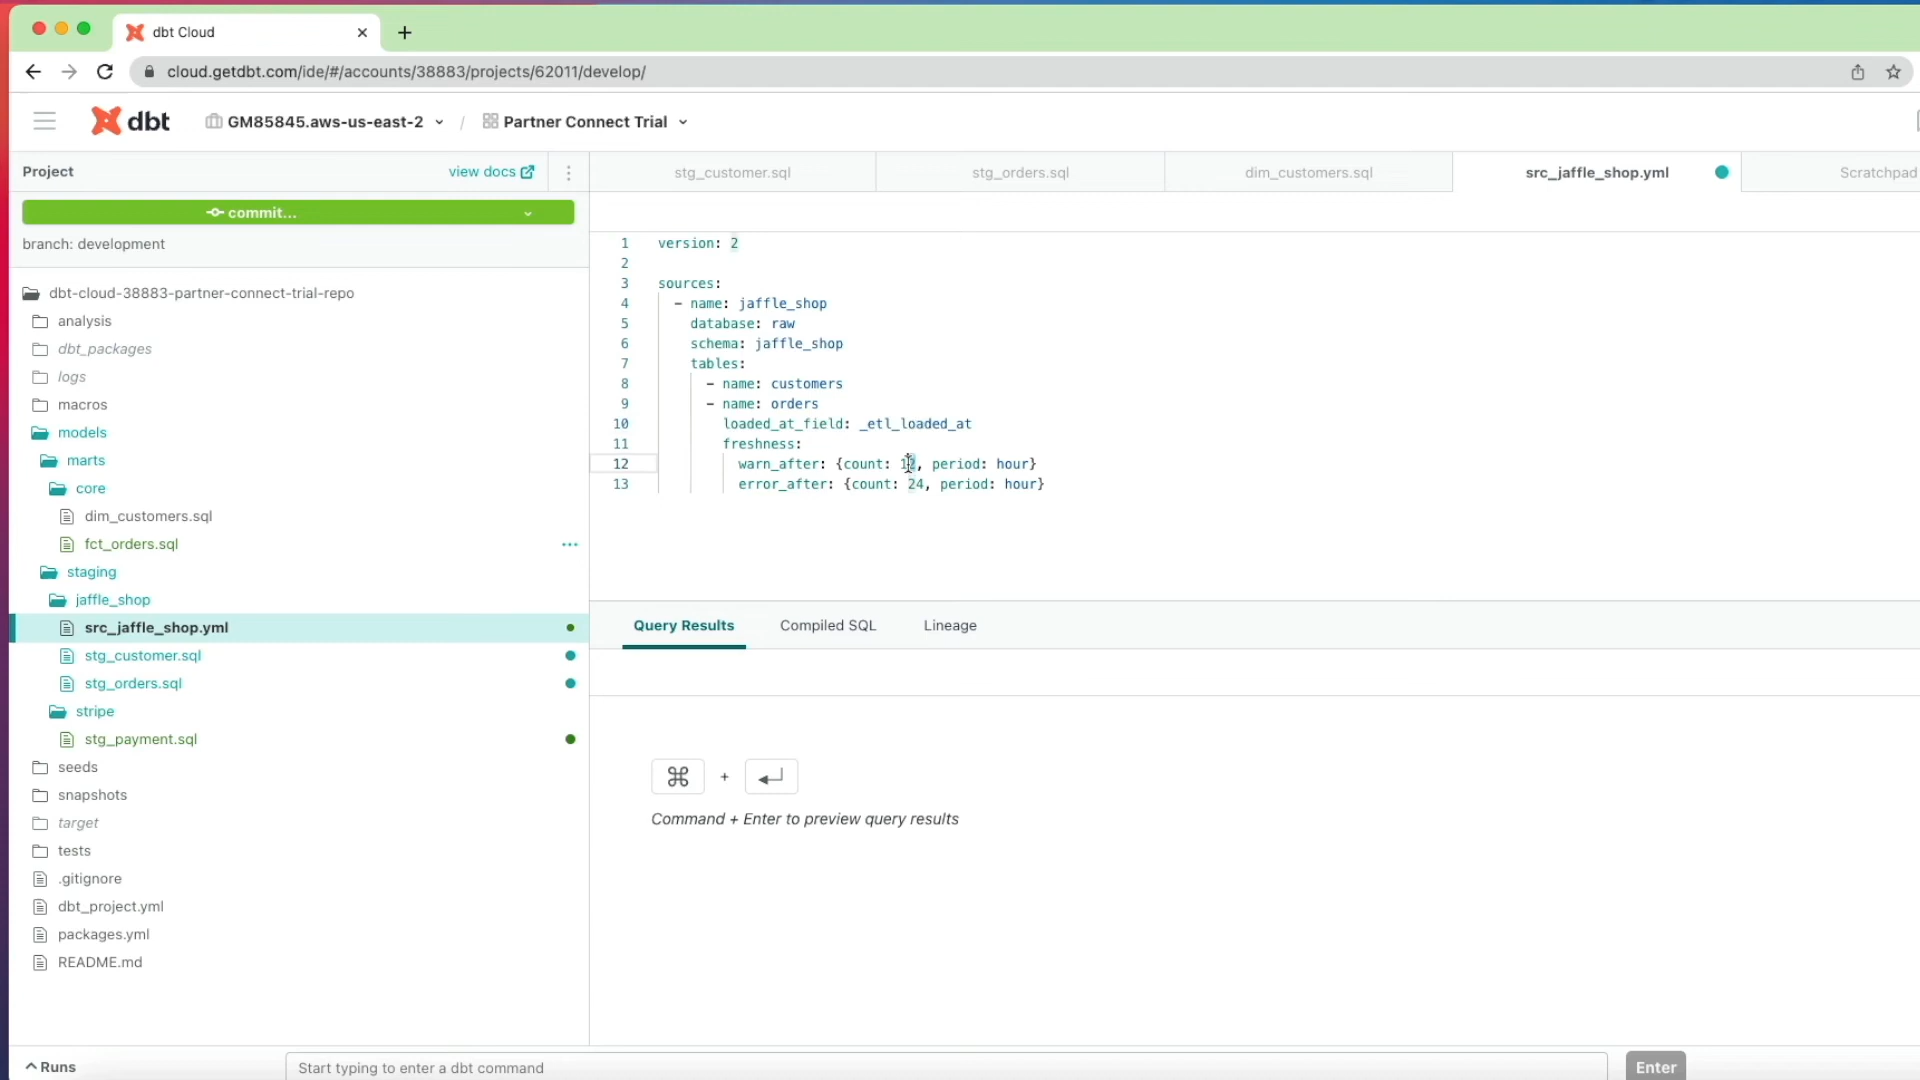 dbt Cloud
cloud.getdbt.com/ide/#/accounts/38883/projects/62011/develop/
dbt
GM85845.aws-us-east-2 / Partner Connect Trial
Project
view docs
commit...
branch: development
dbt-cloud-38883-partner-connect-trial-repo
analysis
dbt_packages
logs
macros
models
marts
core
dim_customers.sql
fct_orders.sql
staging
jaffle_shop
src_jaffle_shop.yml
stg_customer.sql
stg_orders.sql
stripe
stg_payment.sql
seeds
snapshots
target
tests
.gitignore
dbt_project.yml
packages.yml
README.md
stg_customer.sql
stg_orders.sql
dim_customers.sql
src_jaffle_shop.yml
Scratchpad
1 version: 2
2
3 sources:
4 - name: jaffle_shop
5 database: raw
6 schema: jaffle_shop
7 tables:
8 - name: customers
9 - name: orders
10 loaded_at_field: _etl_loaded_at
11 freshness:
12 warn_after: {count: 12, period: hour}
13 error_after: {count: 24, period: hour}
Query Results
Compiled SQL
Lineage
⌘ + ↵
Command + Enter to preview query results
Runs
Start typing to enter a dbt command
Enter